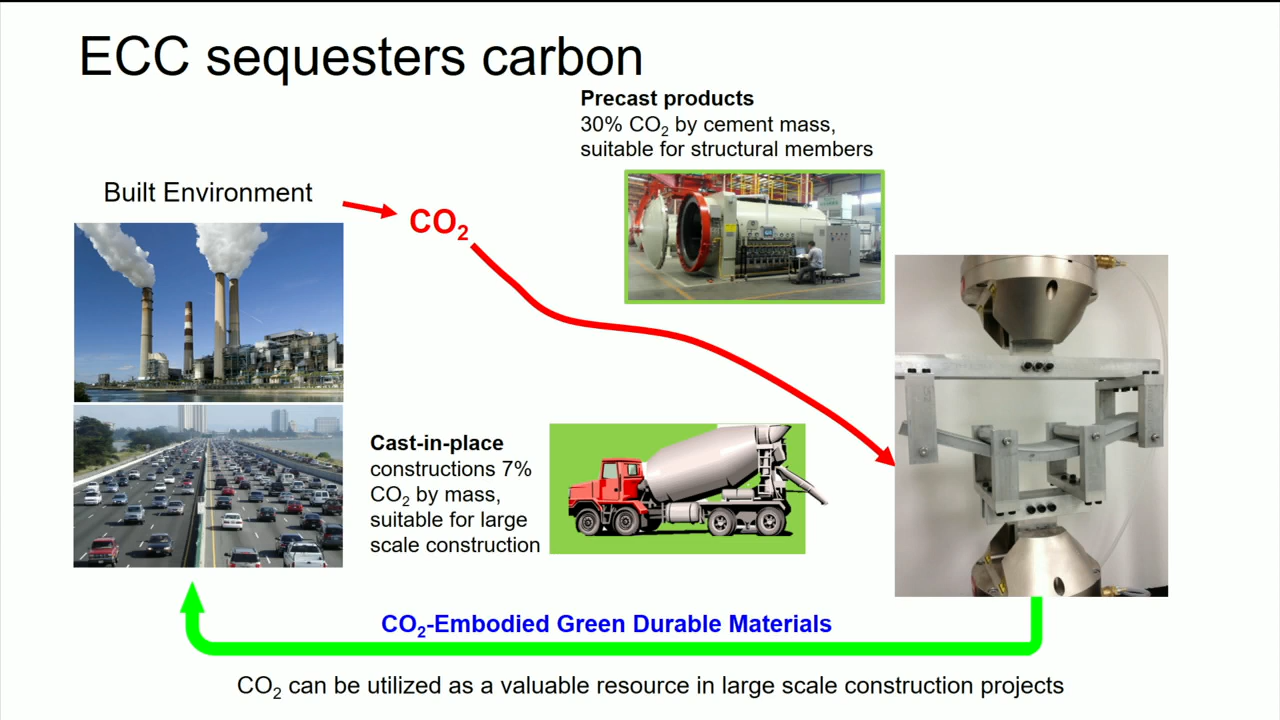 ECC sequesters carbon
Precast products
30% CO₂ by cement mass,
suitable for structural members
Built Environment
CO₂
Cast-in-place
constructions 7%
CO₂ by mass,
suitable for large
scale construction
CO₂-Embodied Green Durable Materials
CO₂ can be utilized as a valuable resource in large scale construction projects